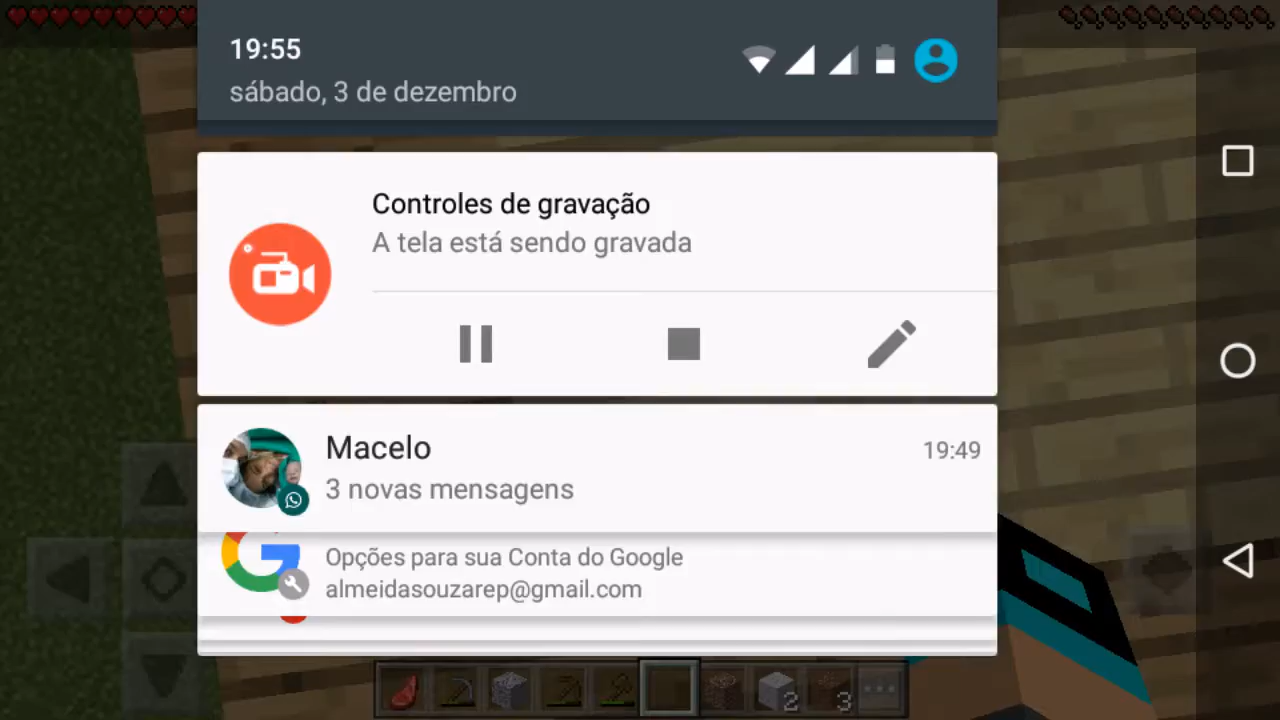 19:55
sábado, 3 de dezembro
Controles de gravação
A tela está sendo gravada
Macelo
19:49
3 novas mensagens
Opções para sua Conta do Google
almeidasouzarep@gmail.com
2
3